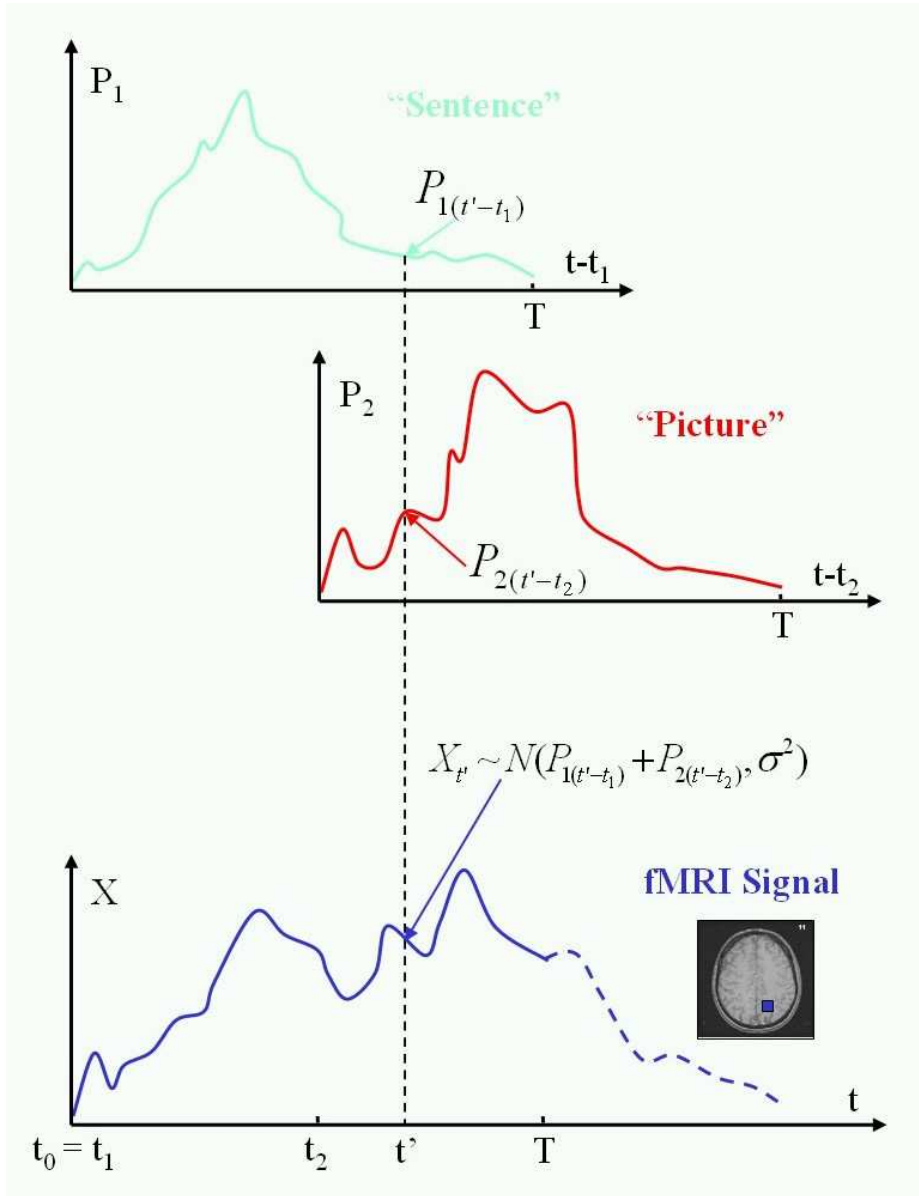 P₁
“Sentence”
P₁₍t'−t₁₎
t-t₁
T
P₂
“Picture”
P₂₍t'−t₂₎
t-t₂
T
Xt' ~ N(P₁₍t'−t₁₎ + P₂₍t'−t₂₎, σ²)
X
fMRI Signal
t
t₀ = t₁
t₂
t’
T